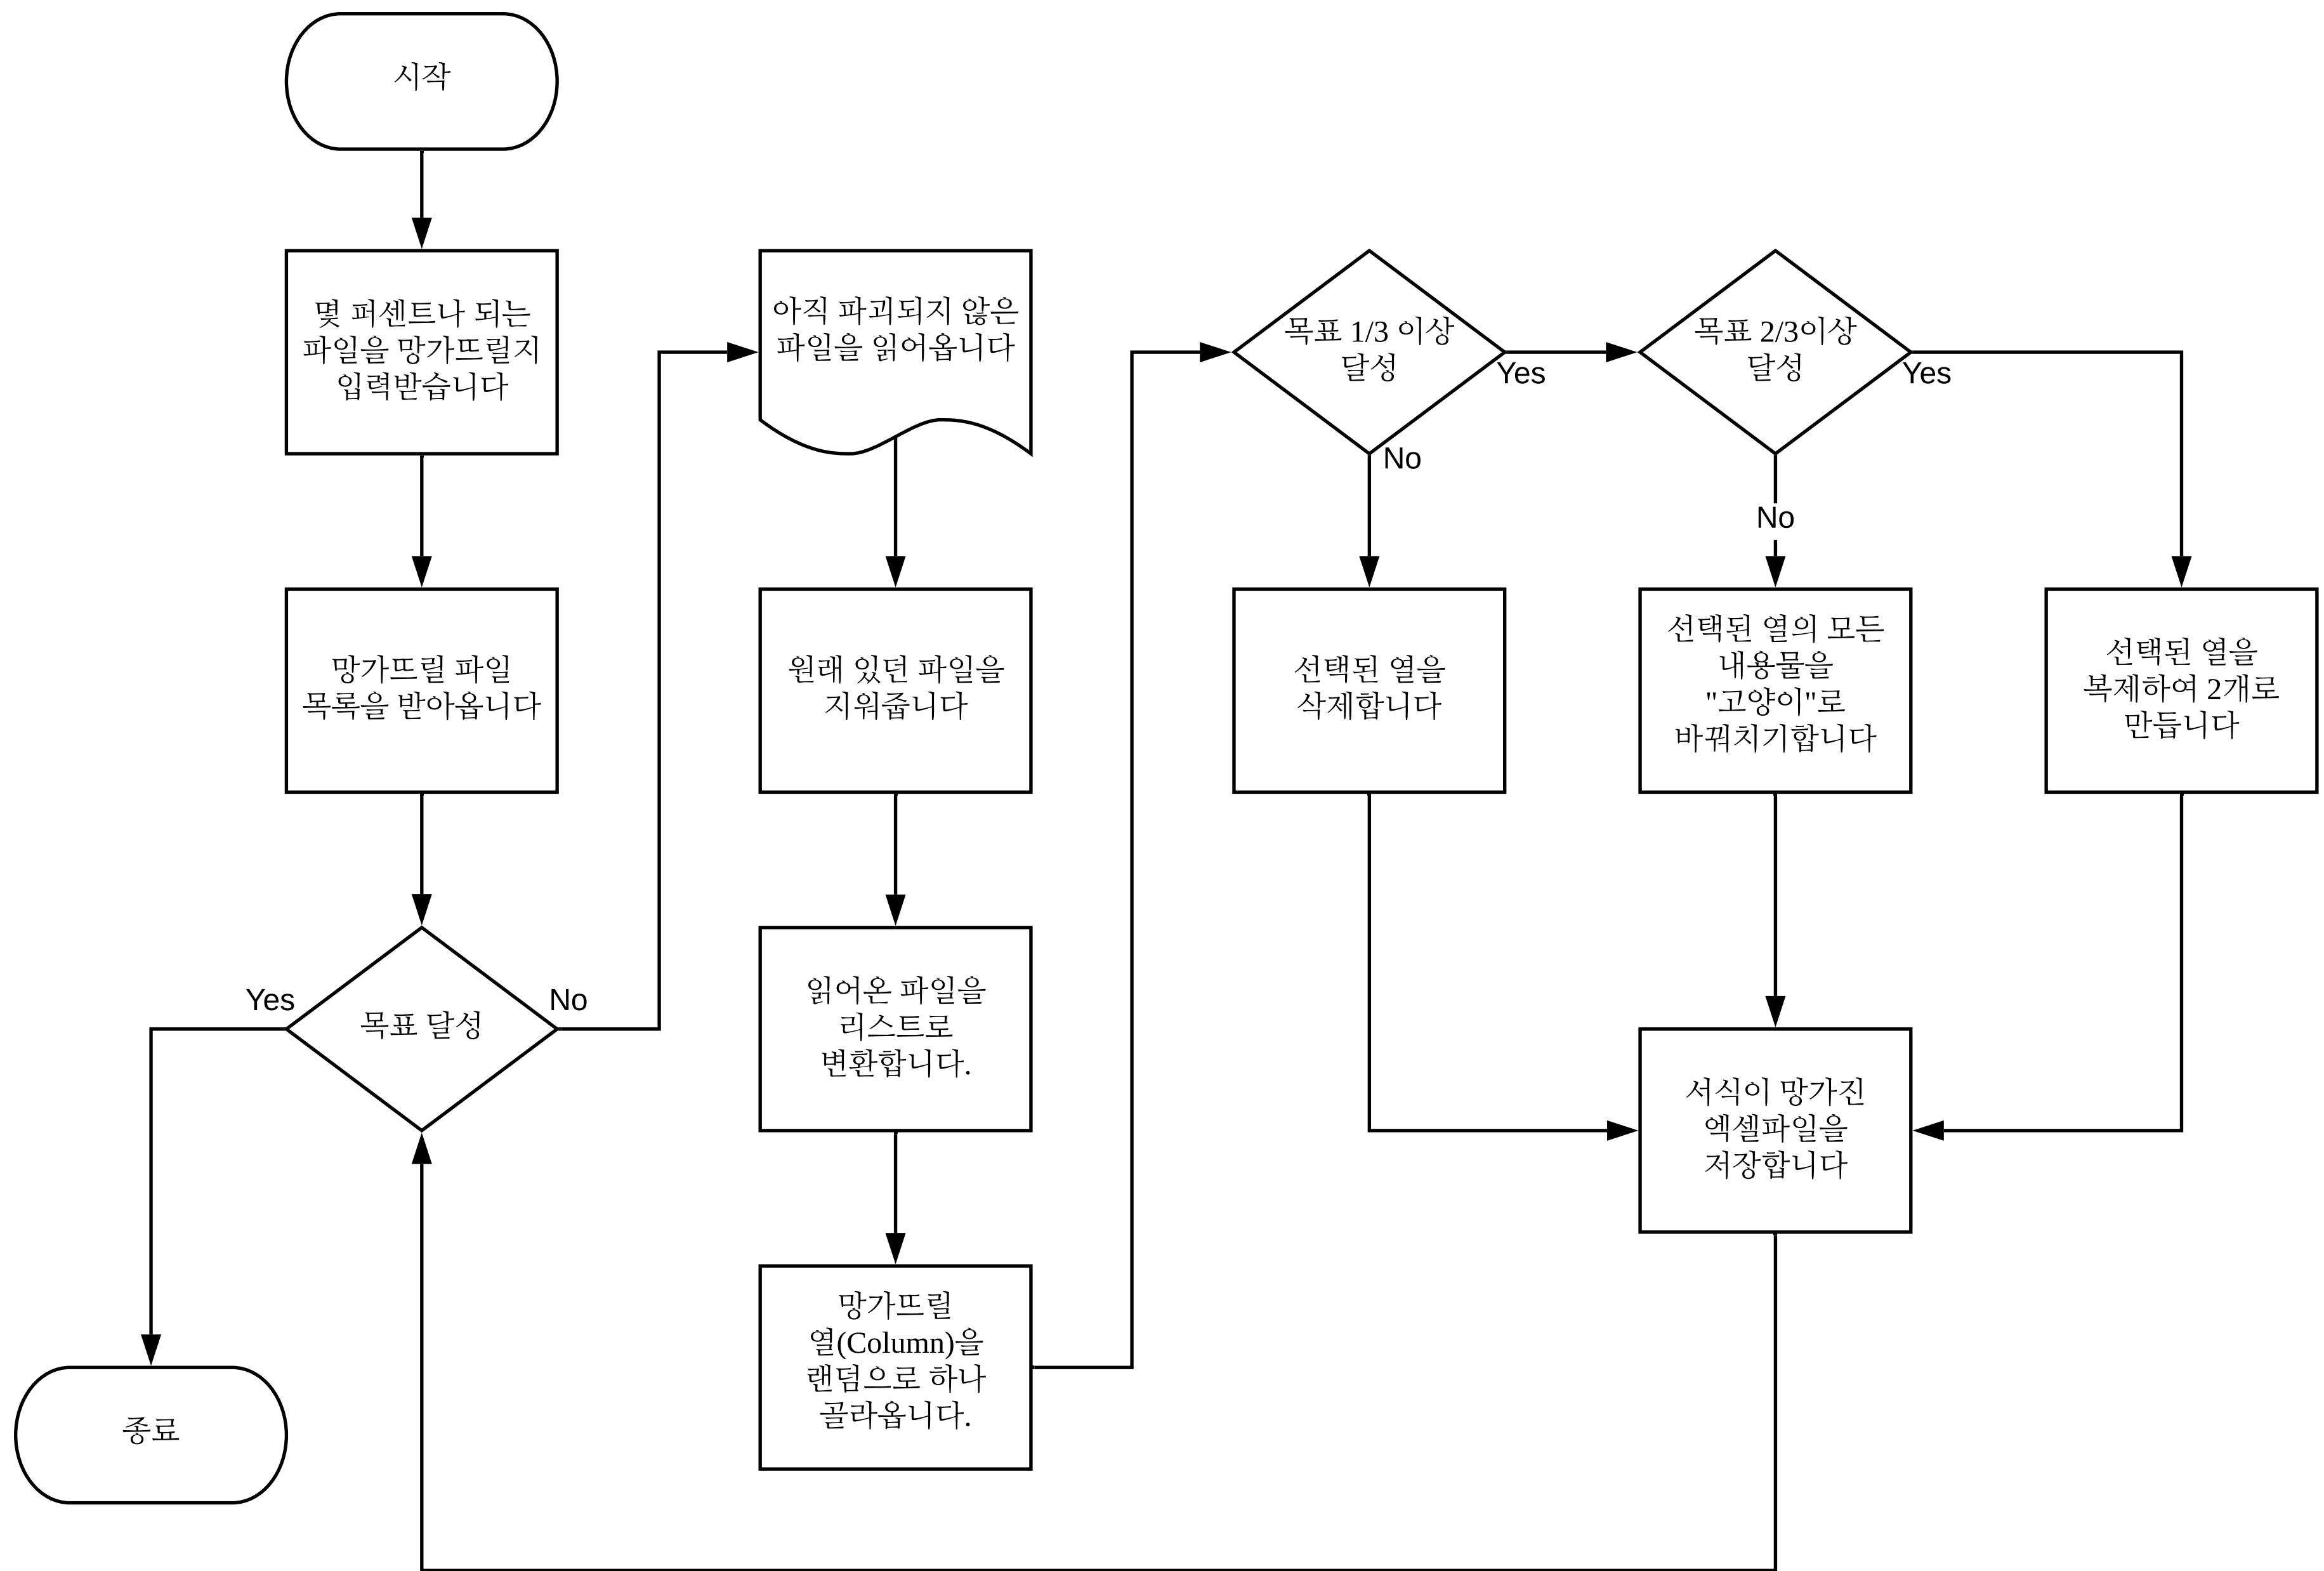 시작
몇 퍼센트나 되는
파일을 망가뜨릴지
입력받습니다
망가뜨릴 파일
목록을 받아옵니다
Yes
목표 달성
No
종료
아직 파괴되지 않은
파일을 읽어옵니다
원래 있던 파일을
지워줍니다
읽어온 파일을
리스트로
변환합니다.
망가뜨릴
열(Column)을
랜덤으로 하나
골라옵니다.
목표 1/3 이상
달성
Yes
No
목표 2/3이상
달성
Yes
No
선택된 열을
삭제합니다
선택된 열의 모든
내용물을
"고양이"로
바꿔치기합니다
선택된 열을
복제하여 2개로
만듭니다
서식이 망가진
엑셀파일을
저장합니다